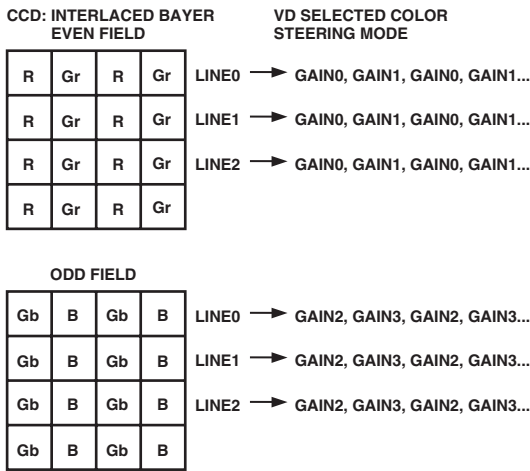 CCD: INTERLACED BAYER
EVEN FIELD
VD SELECTED COLOR
STEERING MODE
R Gr R Gr LINE0 GAIN0, GAIN1, GAIN0, GAIN1...
R Gr R Gr LINE1 GAIN0, GAIN1, GAIN0, GAIN1...
R Gr R Gr LINE2 GAIN0, GAIN1, GAIN0, GAIN1...
R Gr R Gr
ODD FIELD
Gb B Gb B LINE0 GAIN2, GAIN3, GAIN2, GAIN3...
Gb B Gb B LINE1 GAIN2, GAIN3, GAIN2, GAIN3...
Gb B Gb B LINE2 GAIN2, GAIN3, GAIN2, GAIN3...
Gb B Gb B